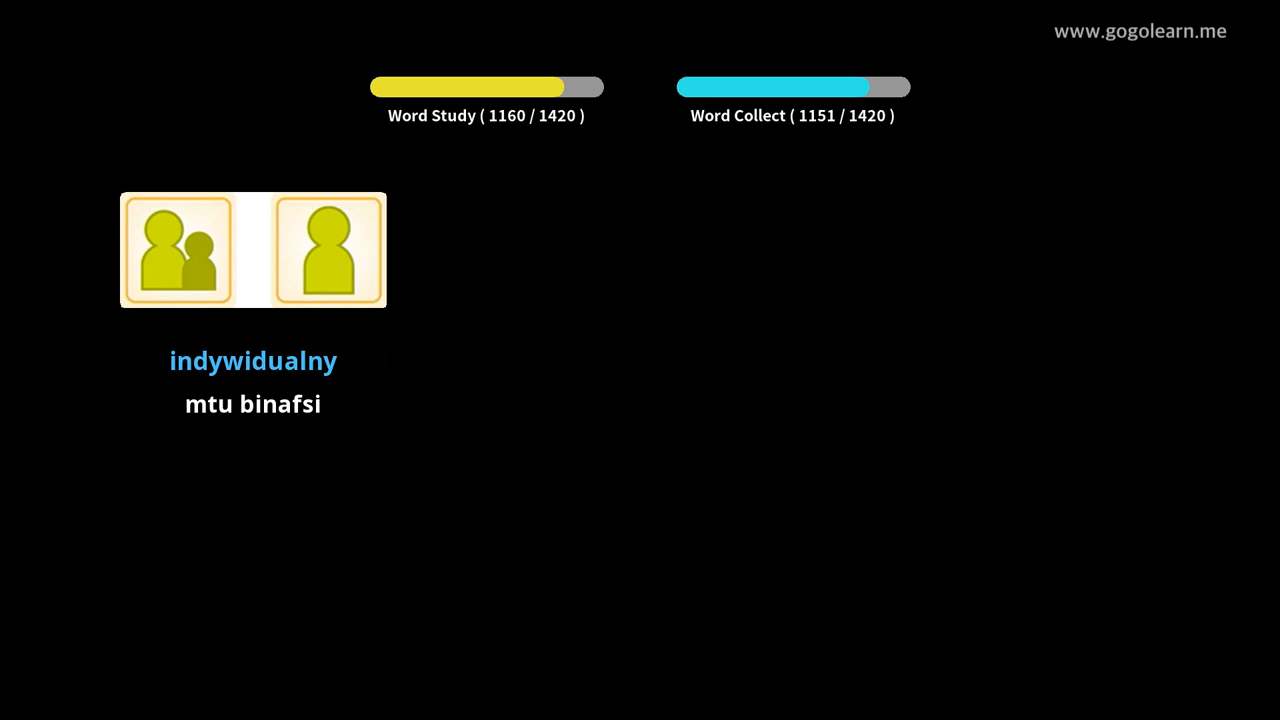 www.gogolearn.me
Word Study ( 1160 / 1420 )
Word Collect ( 1151 / 1420 )
indywidualny
mtu binafsi